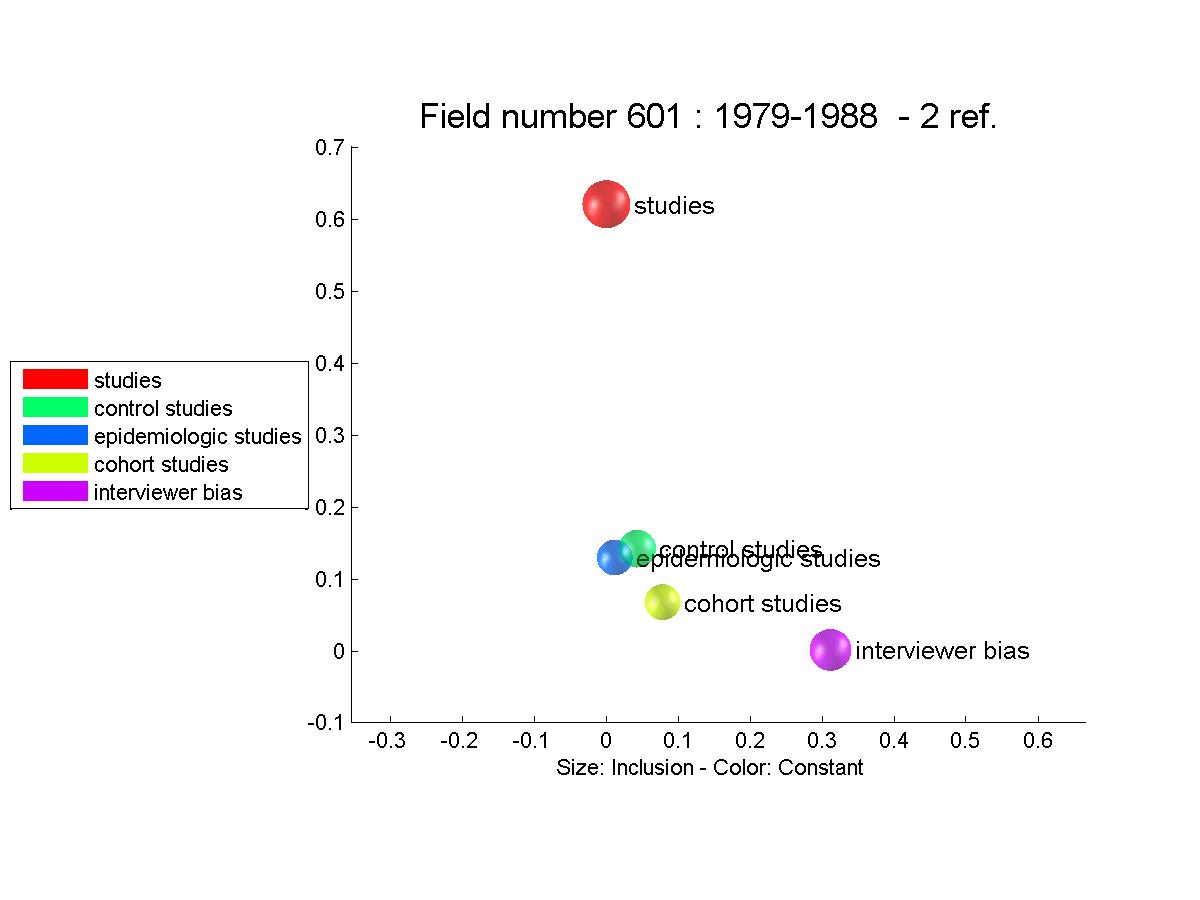 Field number 601 : 1979-1988  - 2 ref.
0.7
0.6
0.5
0.4
0.3
0.2
0.1
0
-0.1
studies
control studies
epidemiologic studies
cohort studies
interviewer bias
studies
control studies
epidemiologic studies
cohort studies
interviewer bias
-0.3 -0.2 -0.1 0 0.1 0.2 0.3 0.4 0.5 0.6
Size: Inclusion - Color: Constant